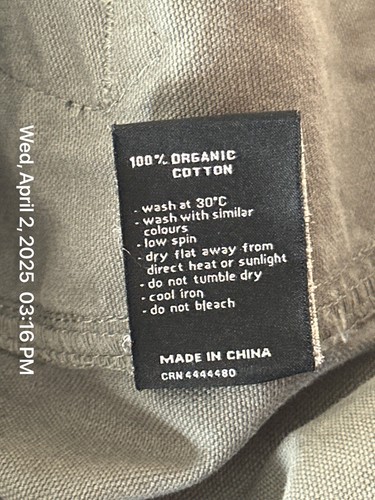 100% ORGANIC
COTTON
- wash at 30°C
- wash with similar
colours
- low spin
- dry flat away from
direct heat or sunlight
- do not tumble dry
- cool iron
- do not bleach
MADE IN CHINA
CRN 4444480
Wed, April 2, 2025 03:16 PM